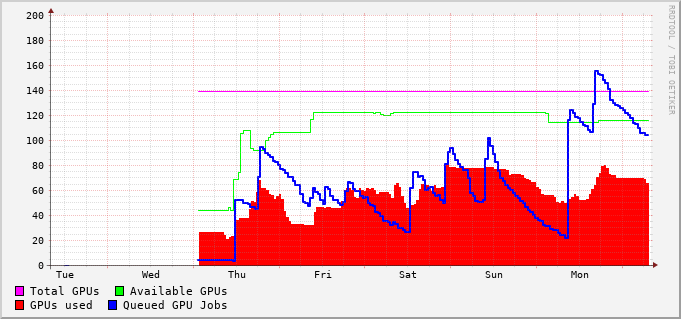 200
180
160
140
120
100
80
60
40
20
0
Tue Wed Thu Fri Sat Sun Mon
Total GPUs Available GPUs
GPUs used Queued GPU Jobs
RRDTOOL / TOBI OETIKER